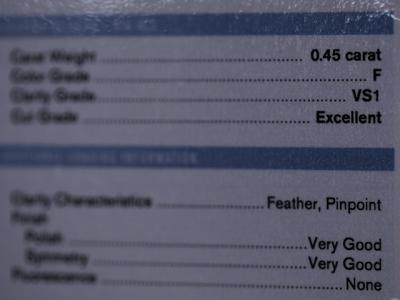 Carat Weight 0.45 carat
Color Grade F
Clarity Grade VS1
Cut Grade Excellent
Clarity Characteristics Feather, Pinpoint
Finish
Polish Very Good
Symmetry Very Good
Fluorescence None